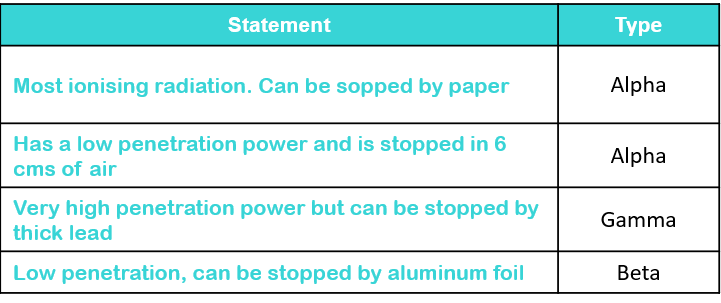 Statement Type
Most ionising radiation. Can be sopped by paper Alpha
Has a low penetration power and is stopped in 6
cms of air Alpha
Very high penetration power but can be stopped by
thick lead Gamma
Low penetration, can be stopped by aluminum foil Beta